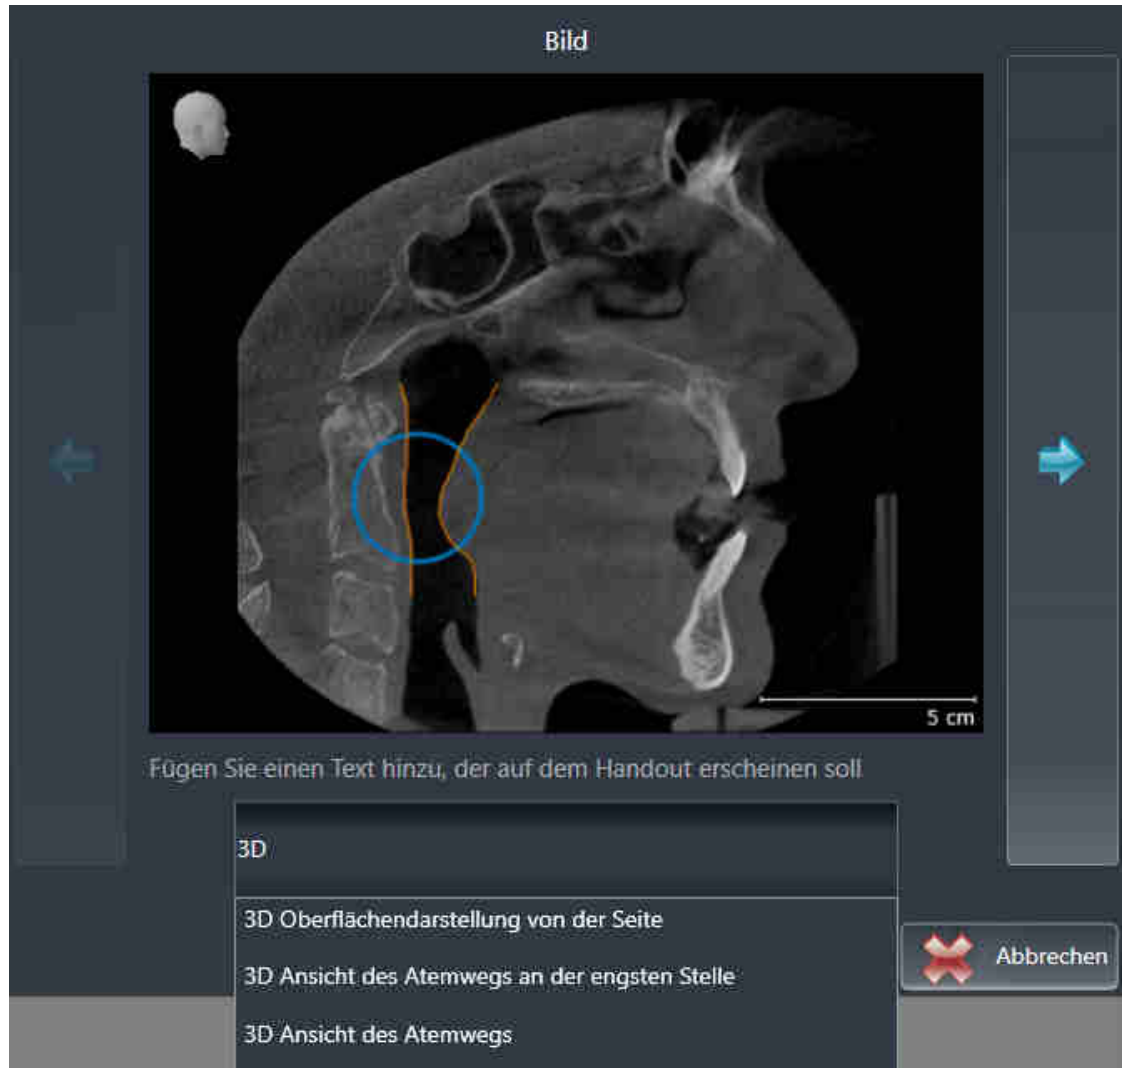 Bild
5 cm
Fügen Sie einen Text hinzu, der auf dem Handout erscheinen soll
3D
3D Oberflächendarstellung von der Seite
3D Ansicht des Atemwegs an der engsten Stelle
Abbrechen
3D Ansicht des Atemwegs